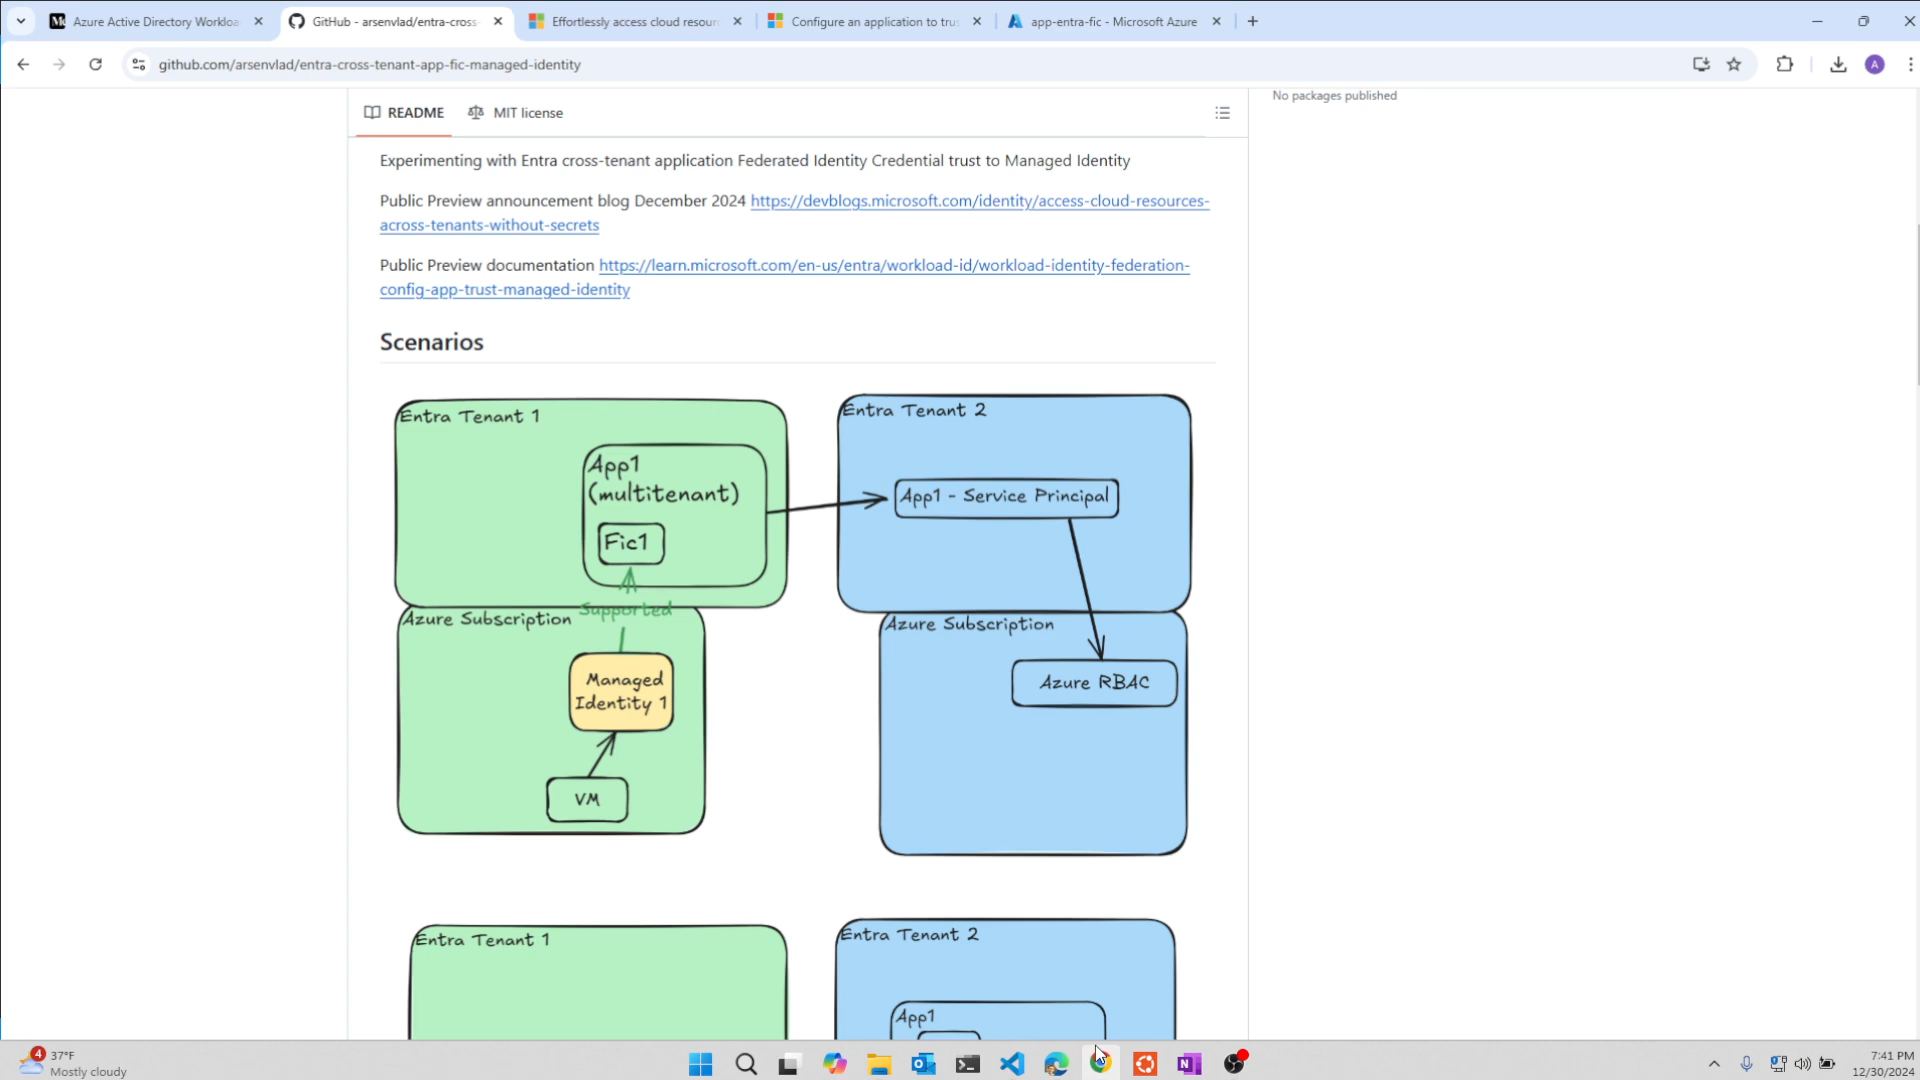 Azure Active Directory Workloa
GitHub - arsenvlad/entra-cross-
Effortlessly access cloud resour
Configure an application to trus
app-entra-fic - Microsoft Azure
github.com/arsenvlad/entra-cross-tenant-app-fic-managed-identity
A
README
MIT license
No packages published
Experimenting with Entra cross-tenant application Federated Identity Credential trust to Managed Identity
Public Preview announcement blog December 2024 https://devblogs.microsoft.com/identity/access-cloud-resources-
across-tenants-without-secrets
Public Preview documentation https://learn.microsoft.com/en-us/entra/workload-id/workload-identity-federation-
config-app-trust-managed-identity
Scenarios
Entra Tenant 1
App1
(multitenant)
Fic1
Supported
Azure Subscription
Managed
Identity 1
VM
Entra Tenant 2
App1 - Service Principal
Azure Subscription
Azure RBAC
Entra Tenant 1
Entra Tenant 2
App1
4
37°F
Mostly cloudy
7:41 PM
12/30/2024